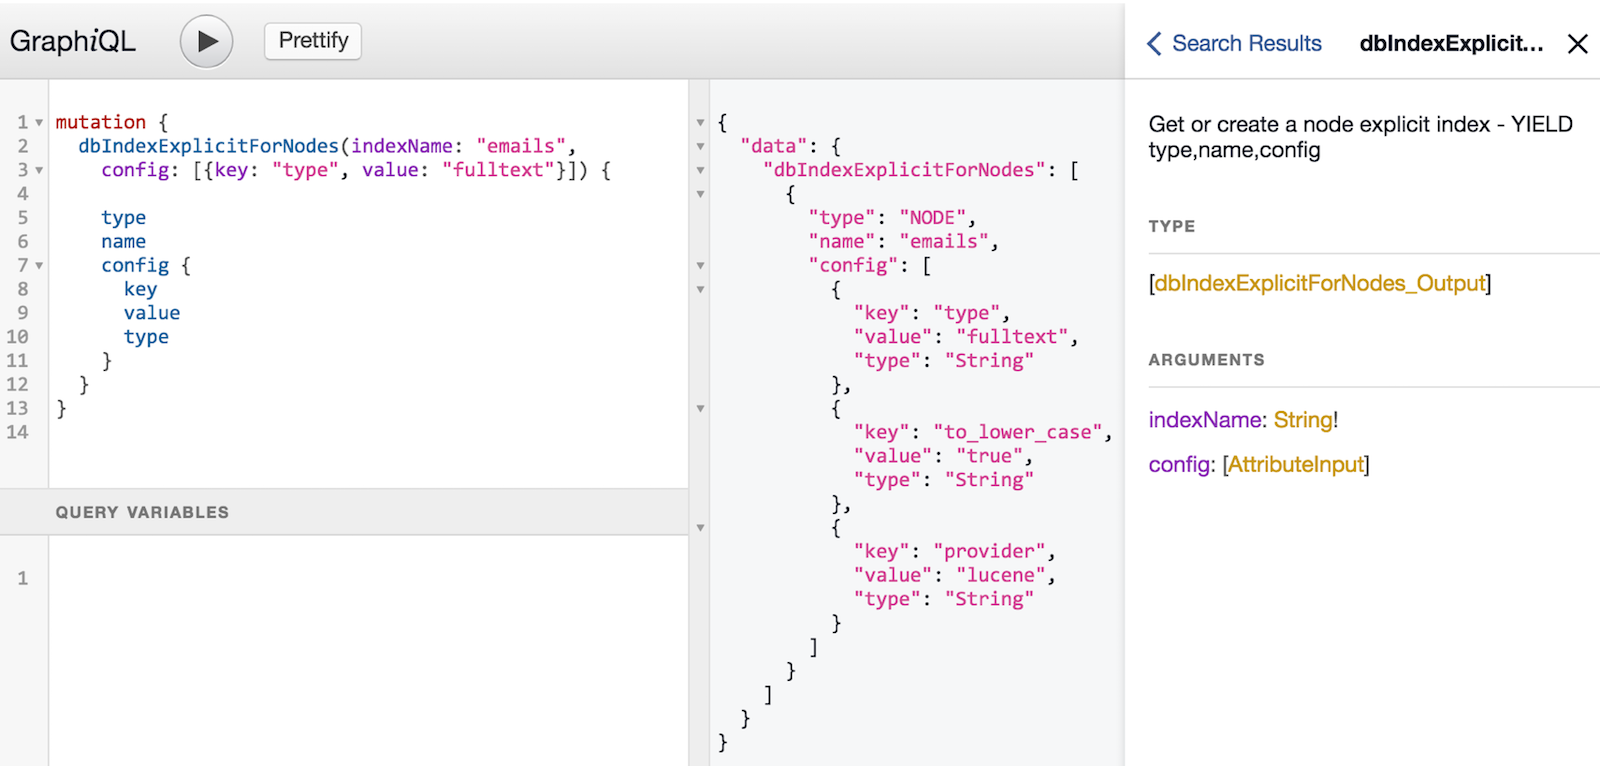 GraphiQL
Prettify
1 mutation {
2 dbIndexExplicitForNodes(indexName: "emails",
3 config: [{key: "type", value: "fulltext"}]) {
4
5 type
6 name
7 config {
8 key
9 value
10 type
11 }
12 }
13 }
14
QUERY VARIABLES
1
{
"data": {
"dbIndexExplicitForNodes": [
{
"type": "NODE",
"name": "emails",
"config": [
{
"key": "type",
"value": "fulltext",
"type": "String"
},
{
"key": "to_lower_case",
"value": "true",
"type": "String"
},
{
"key": "provider",
"value": "lucene",
"type": "String"
}
]
}
]
}
}
Search Results dbIndexExplicit...
Get or create a node explicit index - YIELD
type,name,config
TYPE
[dbIndexExplicitForNodes_Output]
ARGUMENTS
indexName: String!
config: [AttributeInput]